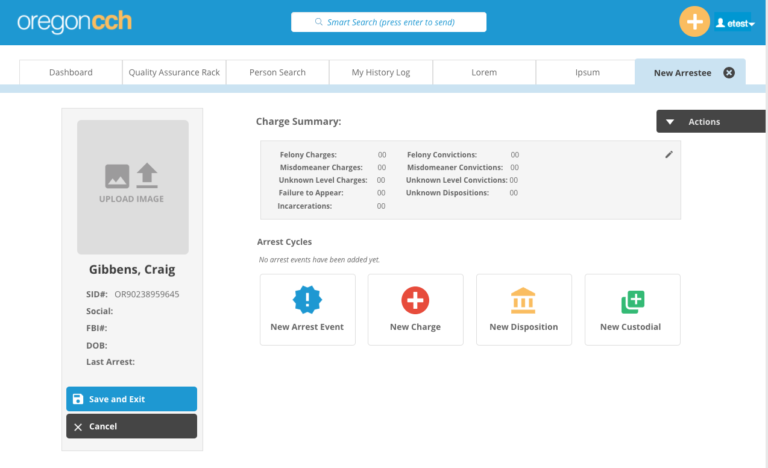 oregoncch
Smart Search (press enter to send)
etest
Dashboard
Quality Assurance Rack
Person Search
My History Log
Lorem
Ipsum
New Arrestee
UPLOAD IMAGE
Gibbens, Craig
SID#: OR90238959645
Social:
FBI#:
DOB:
Last Arrest:
Save and Exit
Cancel
Charge Summary:
Actions
Felony Charges: 00 Felony Convictions: 00
Misdomeaner Charges: 00 Misdomeaner Convictions: 00
Unknown Level Charges: 00 Unknown Level Convictions: 00
Failure to Appear: 00 Unknown Dispositions: 00
Incarcerations: 00
Arrest Cycles
No arrest events have been added yet.
New Arrest Event
New Charge
New Disposition
New Custodial